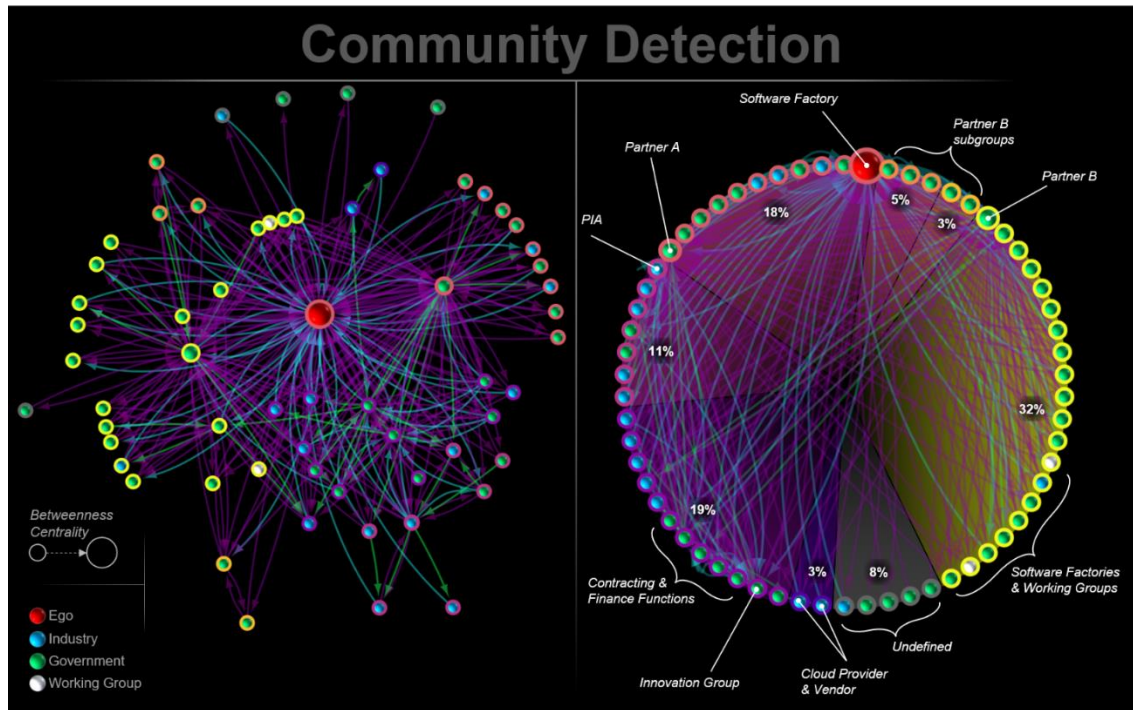 Community Detection
Betweenness
Centrality
Ego
Industry
Government
Working Group
Software Factory
Partner A
PIA
Partner B
subgroups
Partner B
18%
5%
3%
11%
32%
19%
3%
8%
Contracting &
Finance Functions
Innovation Group
Cloud Provider
& Vendor
Undefined
Software Factories
& Working Groups